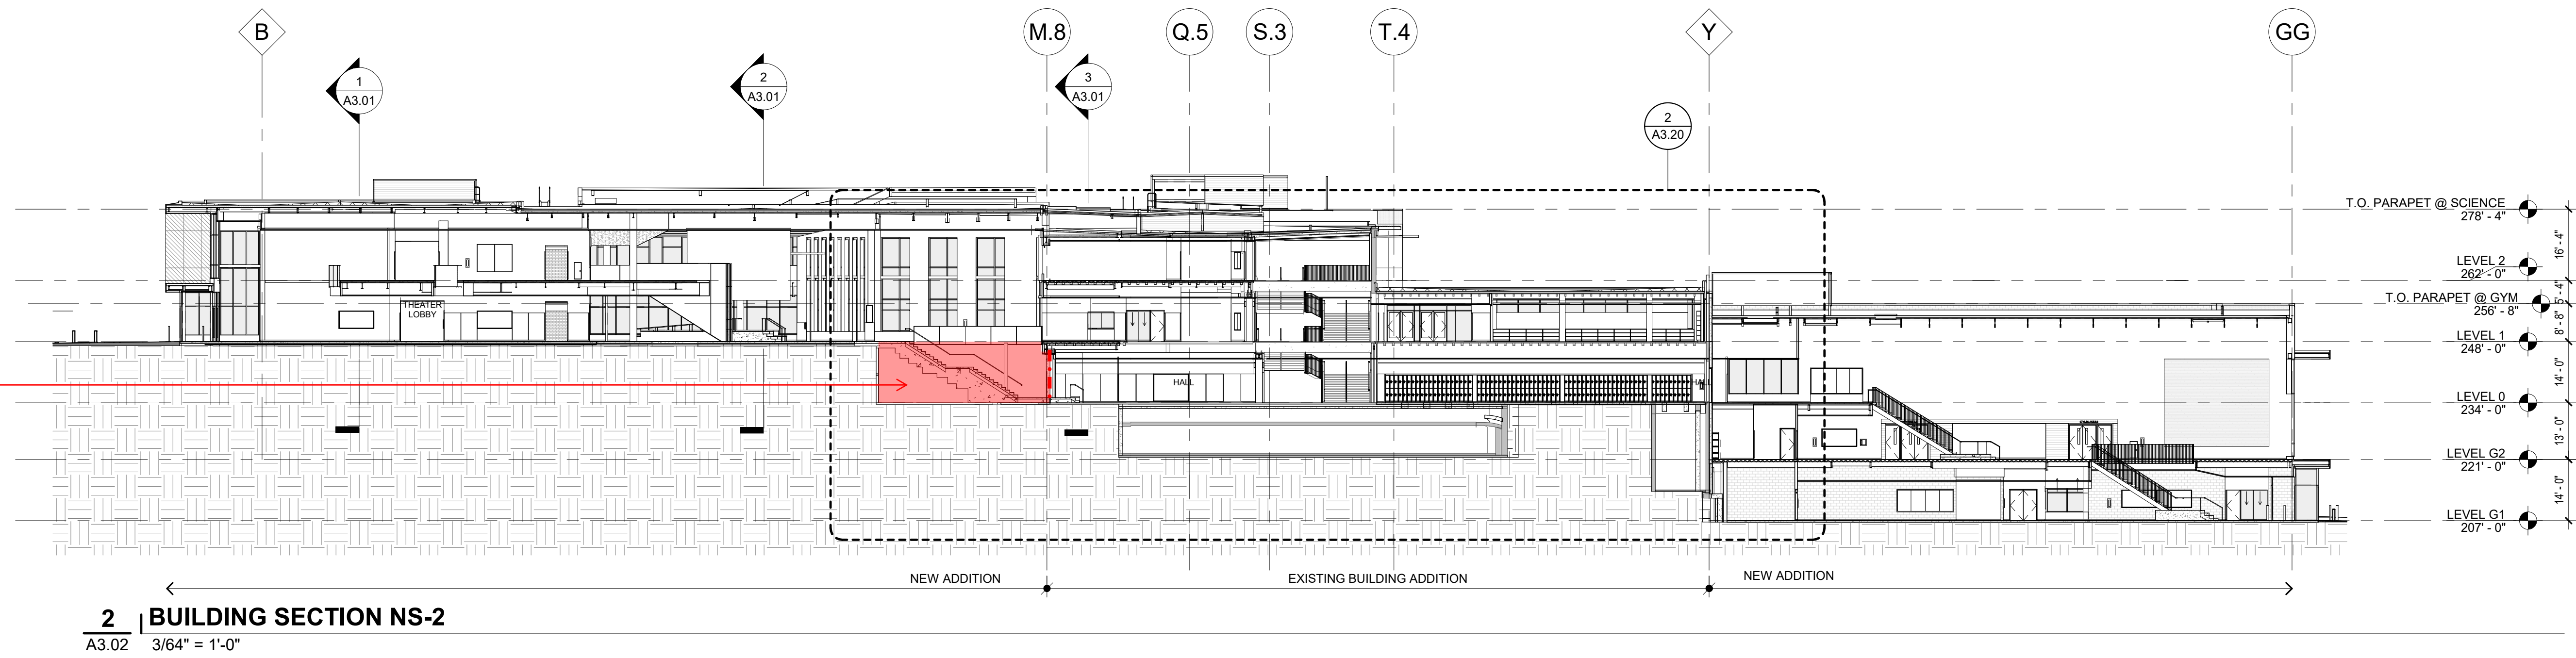 B
M.8
Q.5
S.3
T.4
Y
GG
1
A3.01
2
A3.01
3
A3.01
2
A3.20
T.O. PARAPET @ SCIENCE
278' - 4"
16' - 4"
LEVEL 2
262' - 0"
5' - 4"
T.O. PARAPET @ GYM
256' - 8"
8' - 8"
LEVEL 1
248' - 0"
14' - 0"
LEVEL 0
234' - 0"
13' - 0"
LEVEL G2
221' - 0"
14' - 0"
LEVEL G1
207' - 0"
THEATER
LOBBY
HALL
HALL
NEW ADDITION
EXISTING BUILDING ADDITION
NEW ADDITION
2
BUILDING SECTION NS-2
A3.02
3/64" = 1'-0"